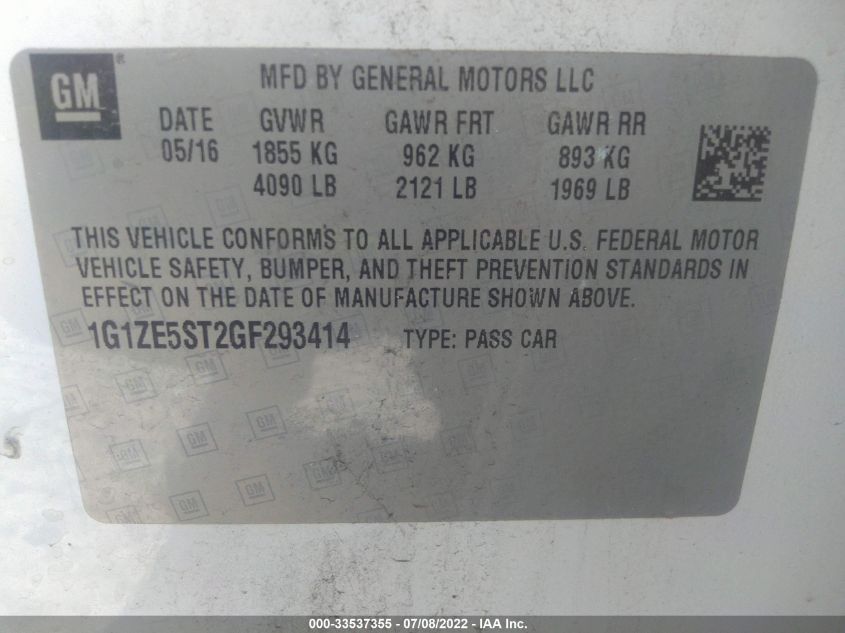 GM ®
MFD BY GENERAL MOTORS LLC
DATE GVWR GAWR FRT GAWR RR
05/16 1855 KG 962 KG 893 KG
4090 LB 2121 LB 1969 LB
THIS VEHICLE CONFORMS TO ALL APPLICABLE U.S. FEDERAL MOTOR
VEHICLE SAFETY, BUMPER, AND THEFT PREVENTION STANDARDS IN
EFFECT ON THE DATE OF MANUFACTURE SHOWN ABOVE.
1G1ZE5ST2GF293414 TYPE: PASS CAR
000-33537355 - 07/08/2022 - IAA Inc.